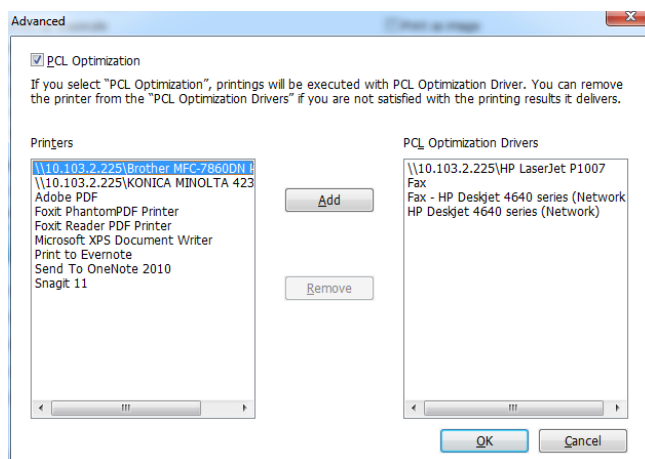 Advanced
Print as image
PCL Optimization
If you select “PCL Optimization”, printings will be executed with PCL Optimization Driver. You can remove
the printer from the “PCL Optimization Drivers” if you are not satisfied with the printing results it delivers.
Printers
PCL Optimization Drivers
\\10.103.2.225\Brother MFC-7860DN
\\10.103.2.225\KONICA MINOLTA 423
Adobe PDF
Foxit PhantomPDF Printer
Foxit Reader PDF Printer
Microsoft XPS Document Writer
Print to Evernote
Send To OneNote 2010
Snagit 11
Add
Remove
\\10.103.2.225\HP LaserJet P1007
Fax
Fax - HP Deskjet 4640 series (Network
HP Deskjet 4640 series (Network)
OK
Cancel